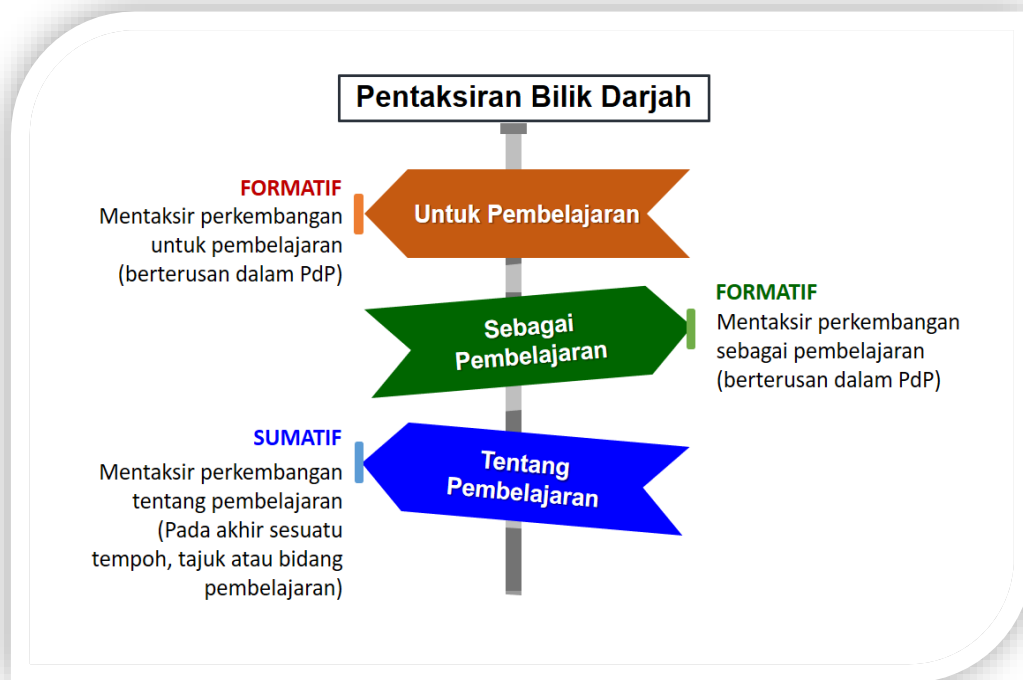 Pentaksiran Bilik Darjah
FORMATIF
Mentaksir perkembangan
untuk pembelajaran
(berterusan dalam PdP)
Untuk Pembelajaran
Sebagai
Pembelajaran
FORMATIF
Mentaksir perkembangan
sebagai pembelajaran
(berterusan dalam PdP)
SUMATIF
Mentaksir perkembangan
tentang pembelajaran
(Pada akhir sesuatu
tempoh, tajuk atau bidang
pembelajaran)
Tentang
Pembelajaran